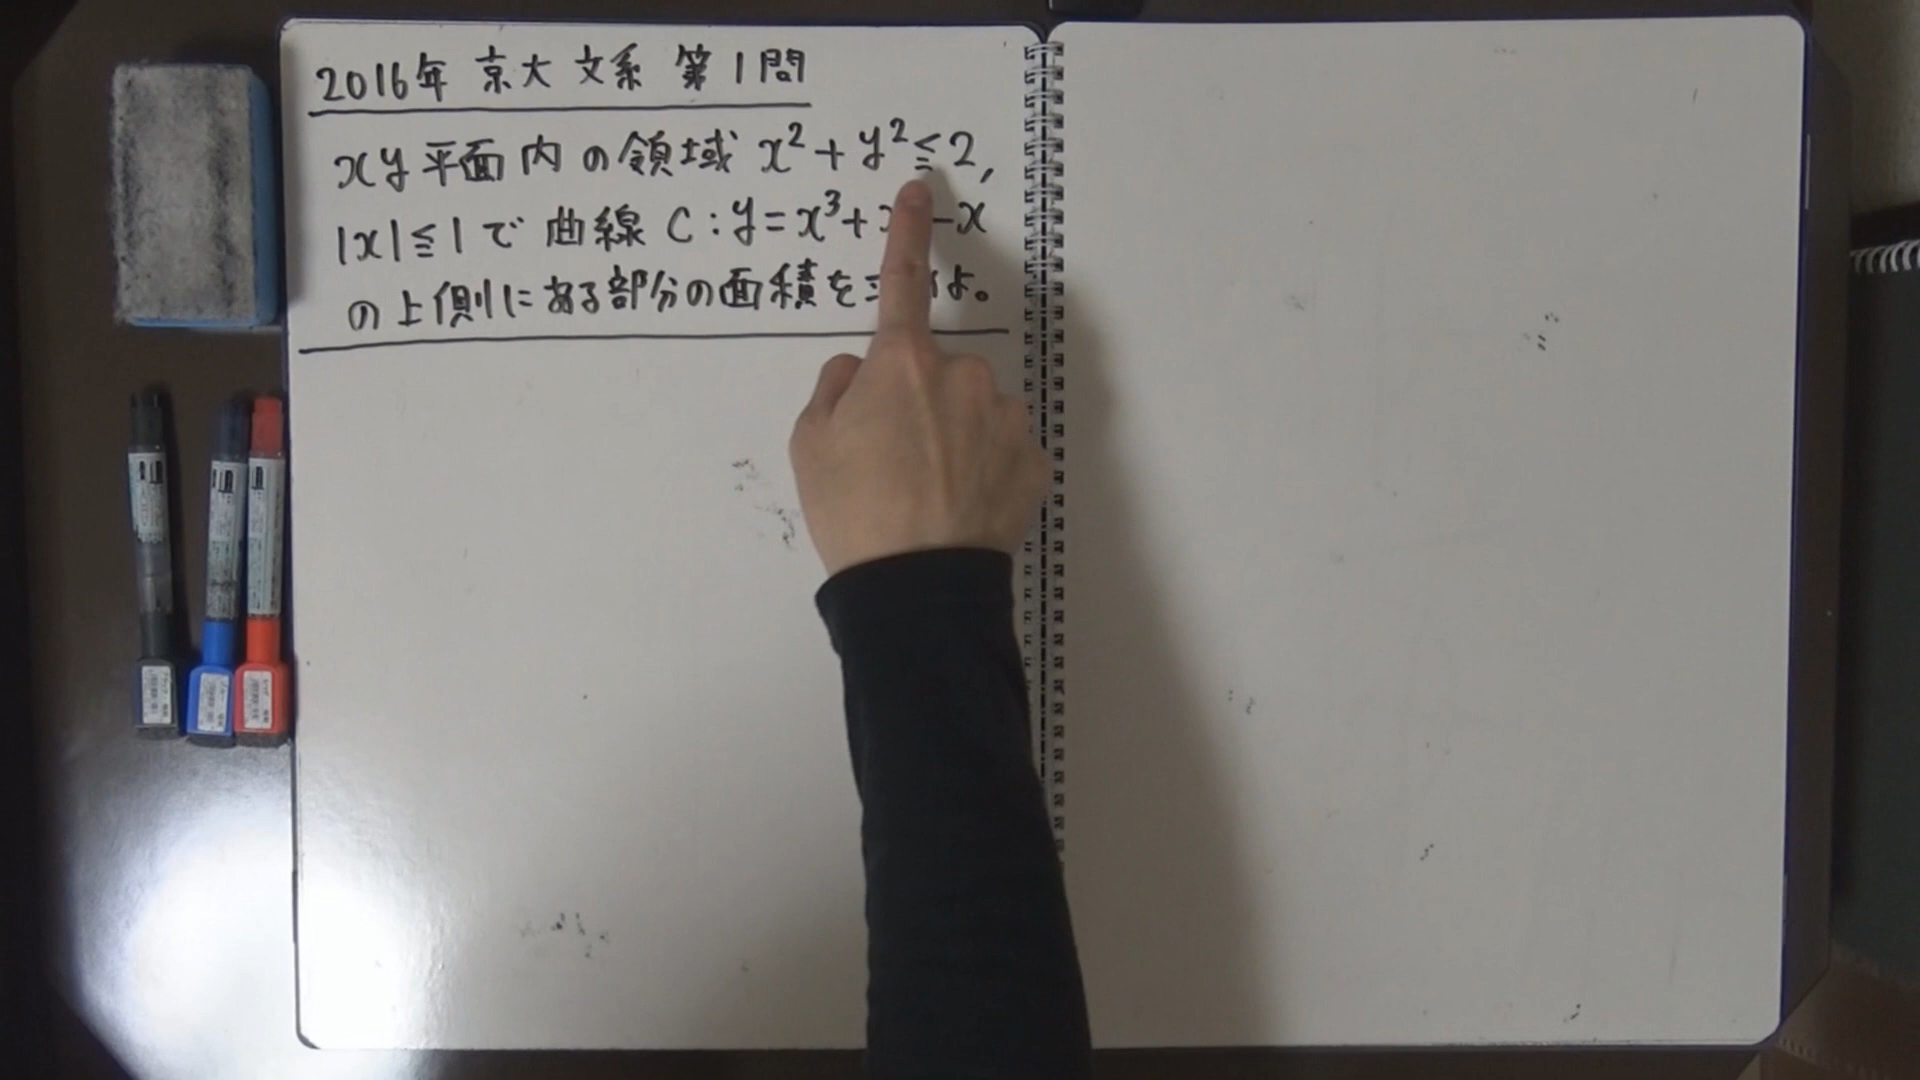 2016年 京大 文系 第1問
xy平面内の領域 x²+y²≦2,
|x|≦1で 曲線 C:y=x³+x -x
の上側にある部分の面積を よ。